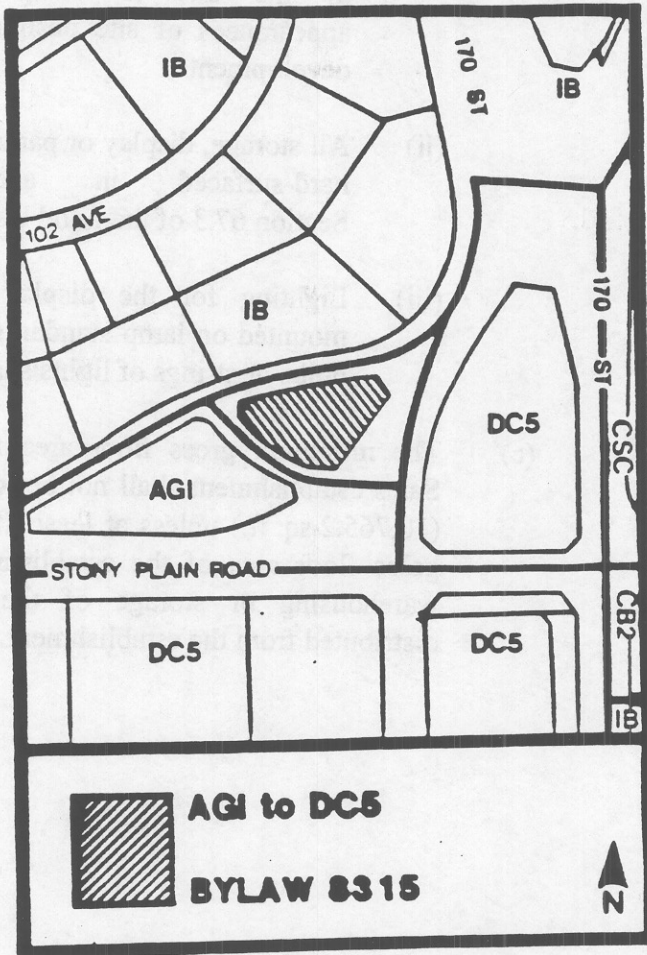 IB
170 ST
IB
102 AVE
IB
170 ST
DC5
CSC
AGI
STONY PLAIN ROAD
DC5
DC5
CB2
IB
AGI to DC5
BYLAW 8315
N